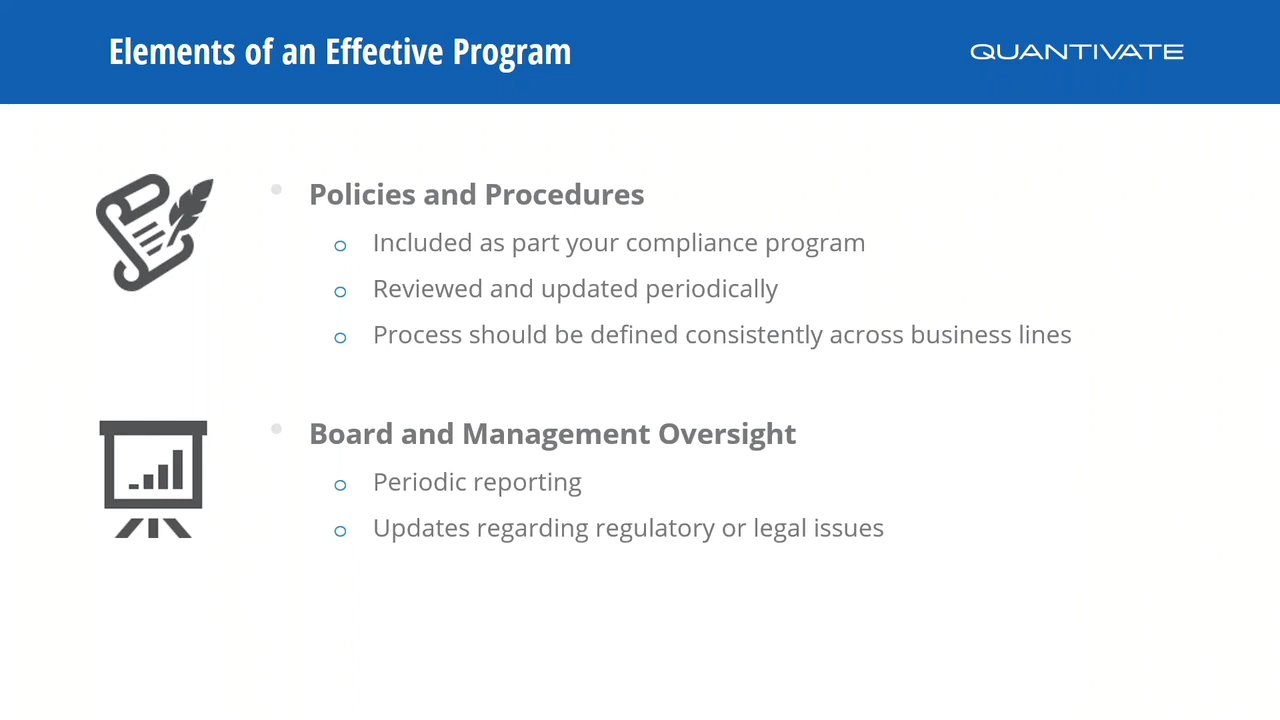 Elements of an Effective Program
QUANTIVATE
Policies and Procedures
Included as part your compliance program
Reviewed and updated periodically
Process should be defined consistently across business lines
Board and Management Oversight
Periodic reporting
Updates regarding regulatory or legal issues